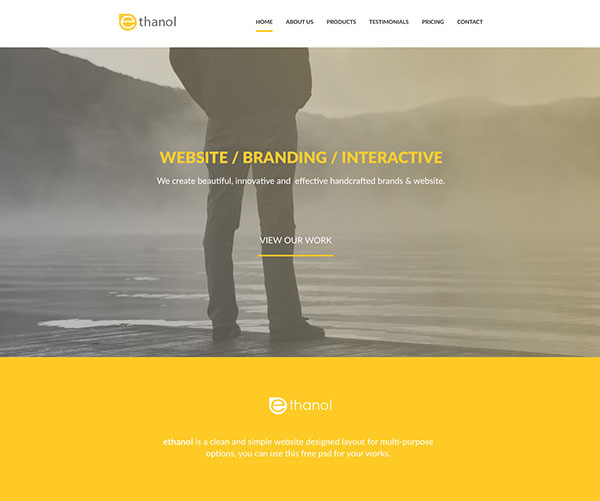 ethanol
HOME ABOUT US PRODUCTS TESTIMONIALS PRICING CONTACT
WEBSITE / BRANDING / INTERACTIVE
We create beautiful, innovative and effective handcrafted brands & website.
VIEW OUR WORK
ethanol
ethanol is a clean and simple website designed layout for multi-purpose
options, you can use this free psd for your works.